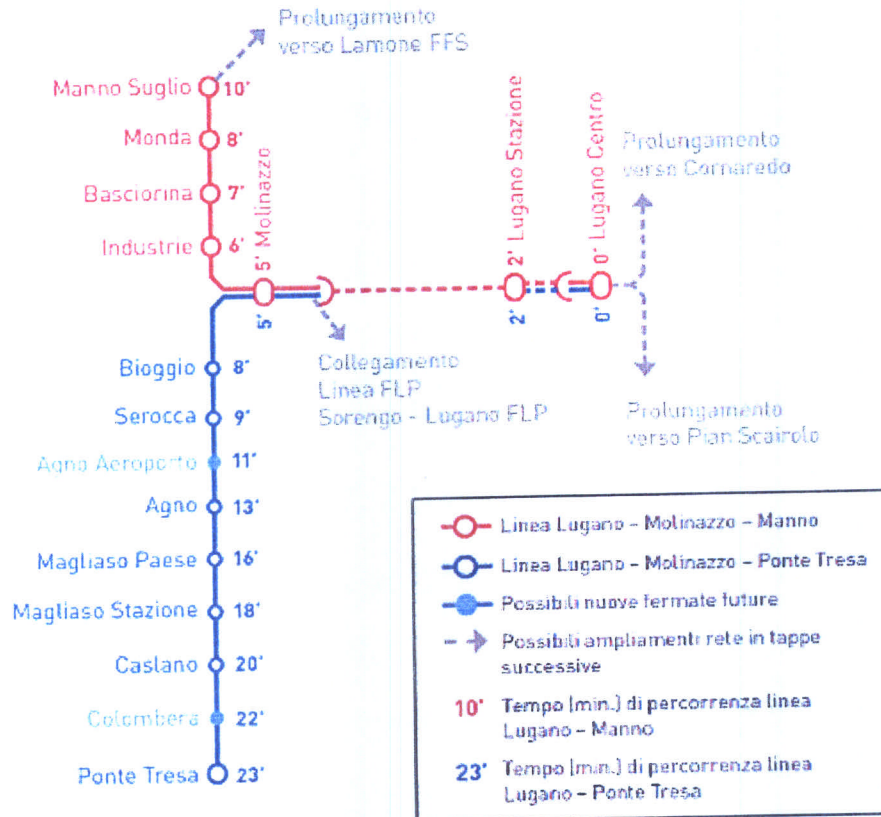 Prolungamento
verso Lamone FFS
Manno Suglio 10'
Monda 8'
Basciorina 7'
Industrie 6'
5' Molinazzo
5'
2' Lugano Stazione
2'
0' Lugano Centro
0'
Prolungamento
verso Cornaredo
Collegamento
Linea FLP
Sorengo - Lugano FLP
Prolungamento
verso Pian Scairolo
Bioggio 8'
Serocca 9'
Agno Aeroporto 11'
Agno 13'
Magliaso Paese 16'
Magliaso Stazione 18'
Caslano 20'
Colombera 22'
Ponte Tresa 23'
Linea Lugano - Molinazzo - Manno
Linea Lugano - Molinazzo - Ponte Tresa
Possibili nuove fermate future
Possibili ampliamenti rete in tappe
successive
10' Tempo (min.) di percorrenza linea
Lugano - Manno
23' Tempo (min.) di percorrenza linea
Lugano - Ponte Tresa